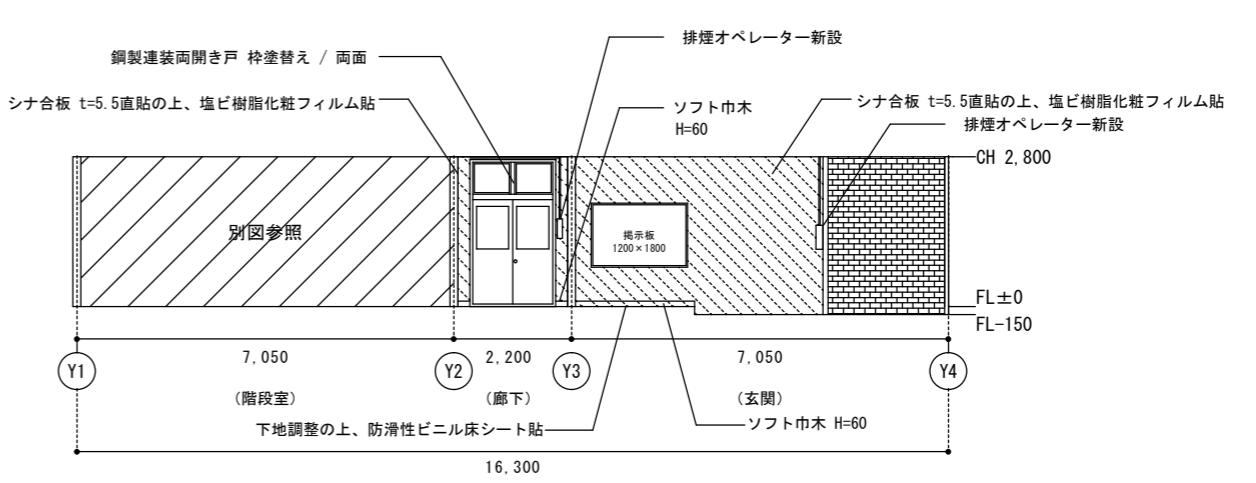 排煙オペレーター新設
鋼製連装両開き戸 枠塗替え / 両面
シナ合板 t=5.5直貼の上、塩ビ樹脂化粧フィルム貼
ソフト巾木
H=60
シナ合板 t=5.5直貼の上、塩ビ樹脂化粧フィルム貼
排煙オペレーター新設
CH 2,800
別図参照
掲示板
1200×1800
FL±0
FL-150
7,050
2,200
7,050
Y1
Y2
Y3
Y4
(階段室)
(廊下)
(玄関)
下地調整の上、防滑性ビニル床シート貼
ソフト巾木 H=60
16,300